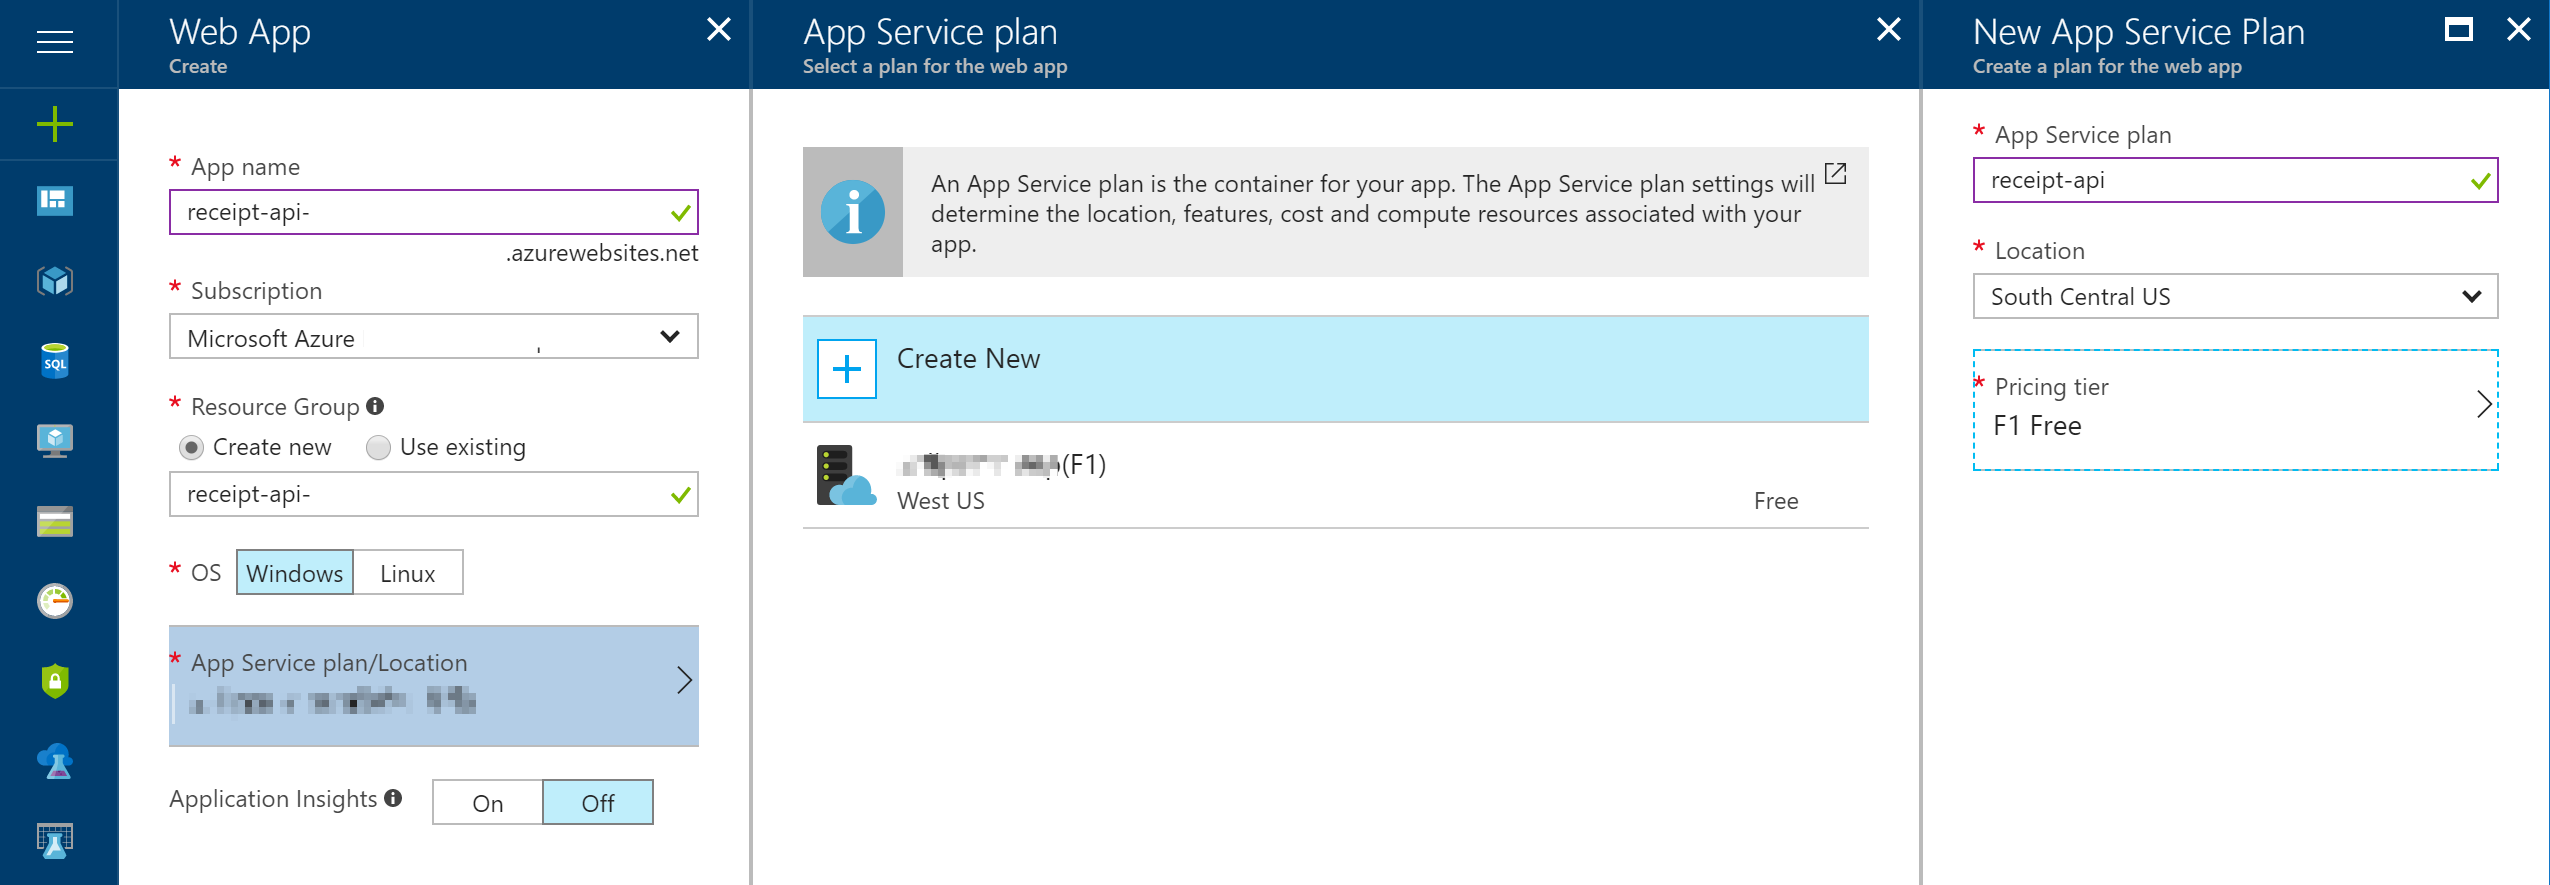 Web App
Create
* App name
receipt-api-
.azurewebsites.net
* Subscription
Microsoft Azure
* Resource Group
Create new
Use existing
receipt-api-
* OS
Windows
Linux
* App Service plan/Location
Application Insights
On
Off
SQL
App Service plan
Select a plan for the web app
An App Service plan is the container for your app. The App Service plan settings will
determine the location, features, cost and compute resources associated with your
app.
Create New
(F1)
West US
Free
New App Service Plan
Create a plan for the web app
* App Service plan
receipt-api
* Location
South Central US
* Pricing tier
F1 Free